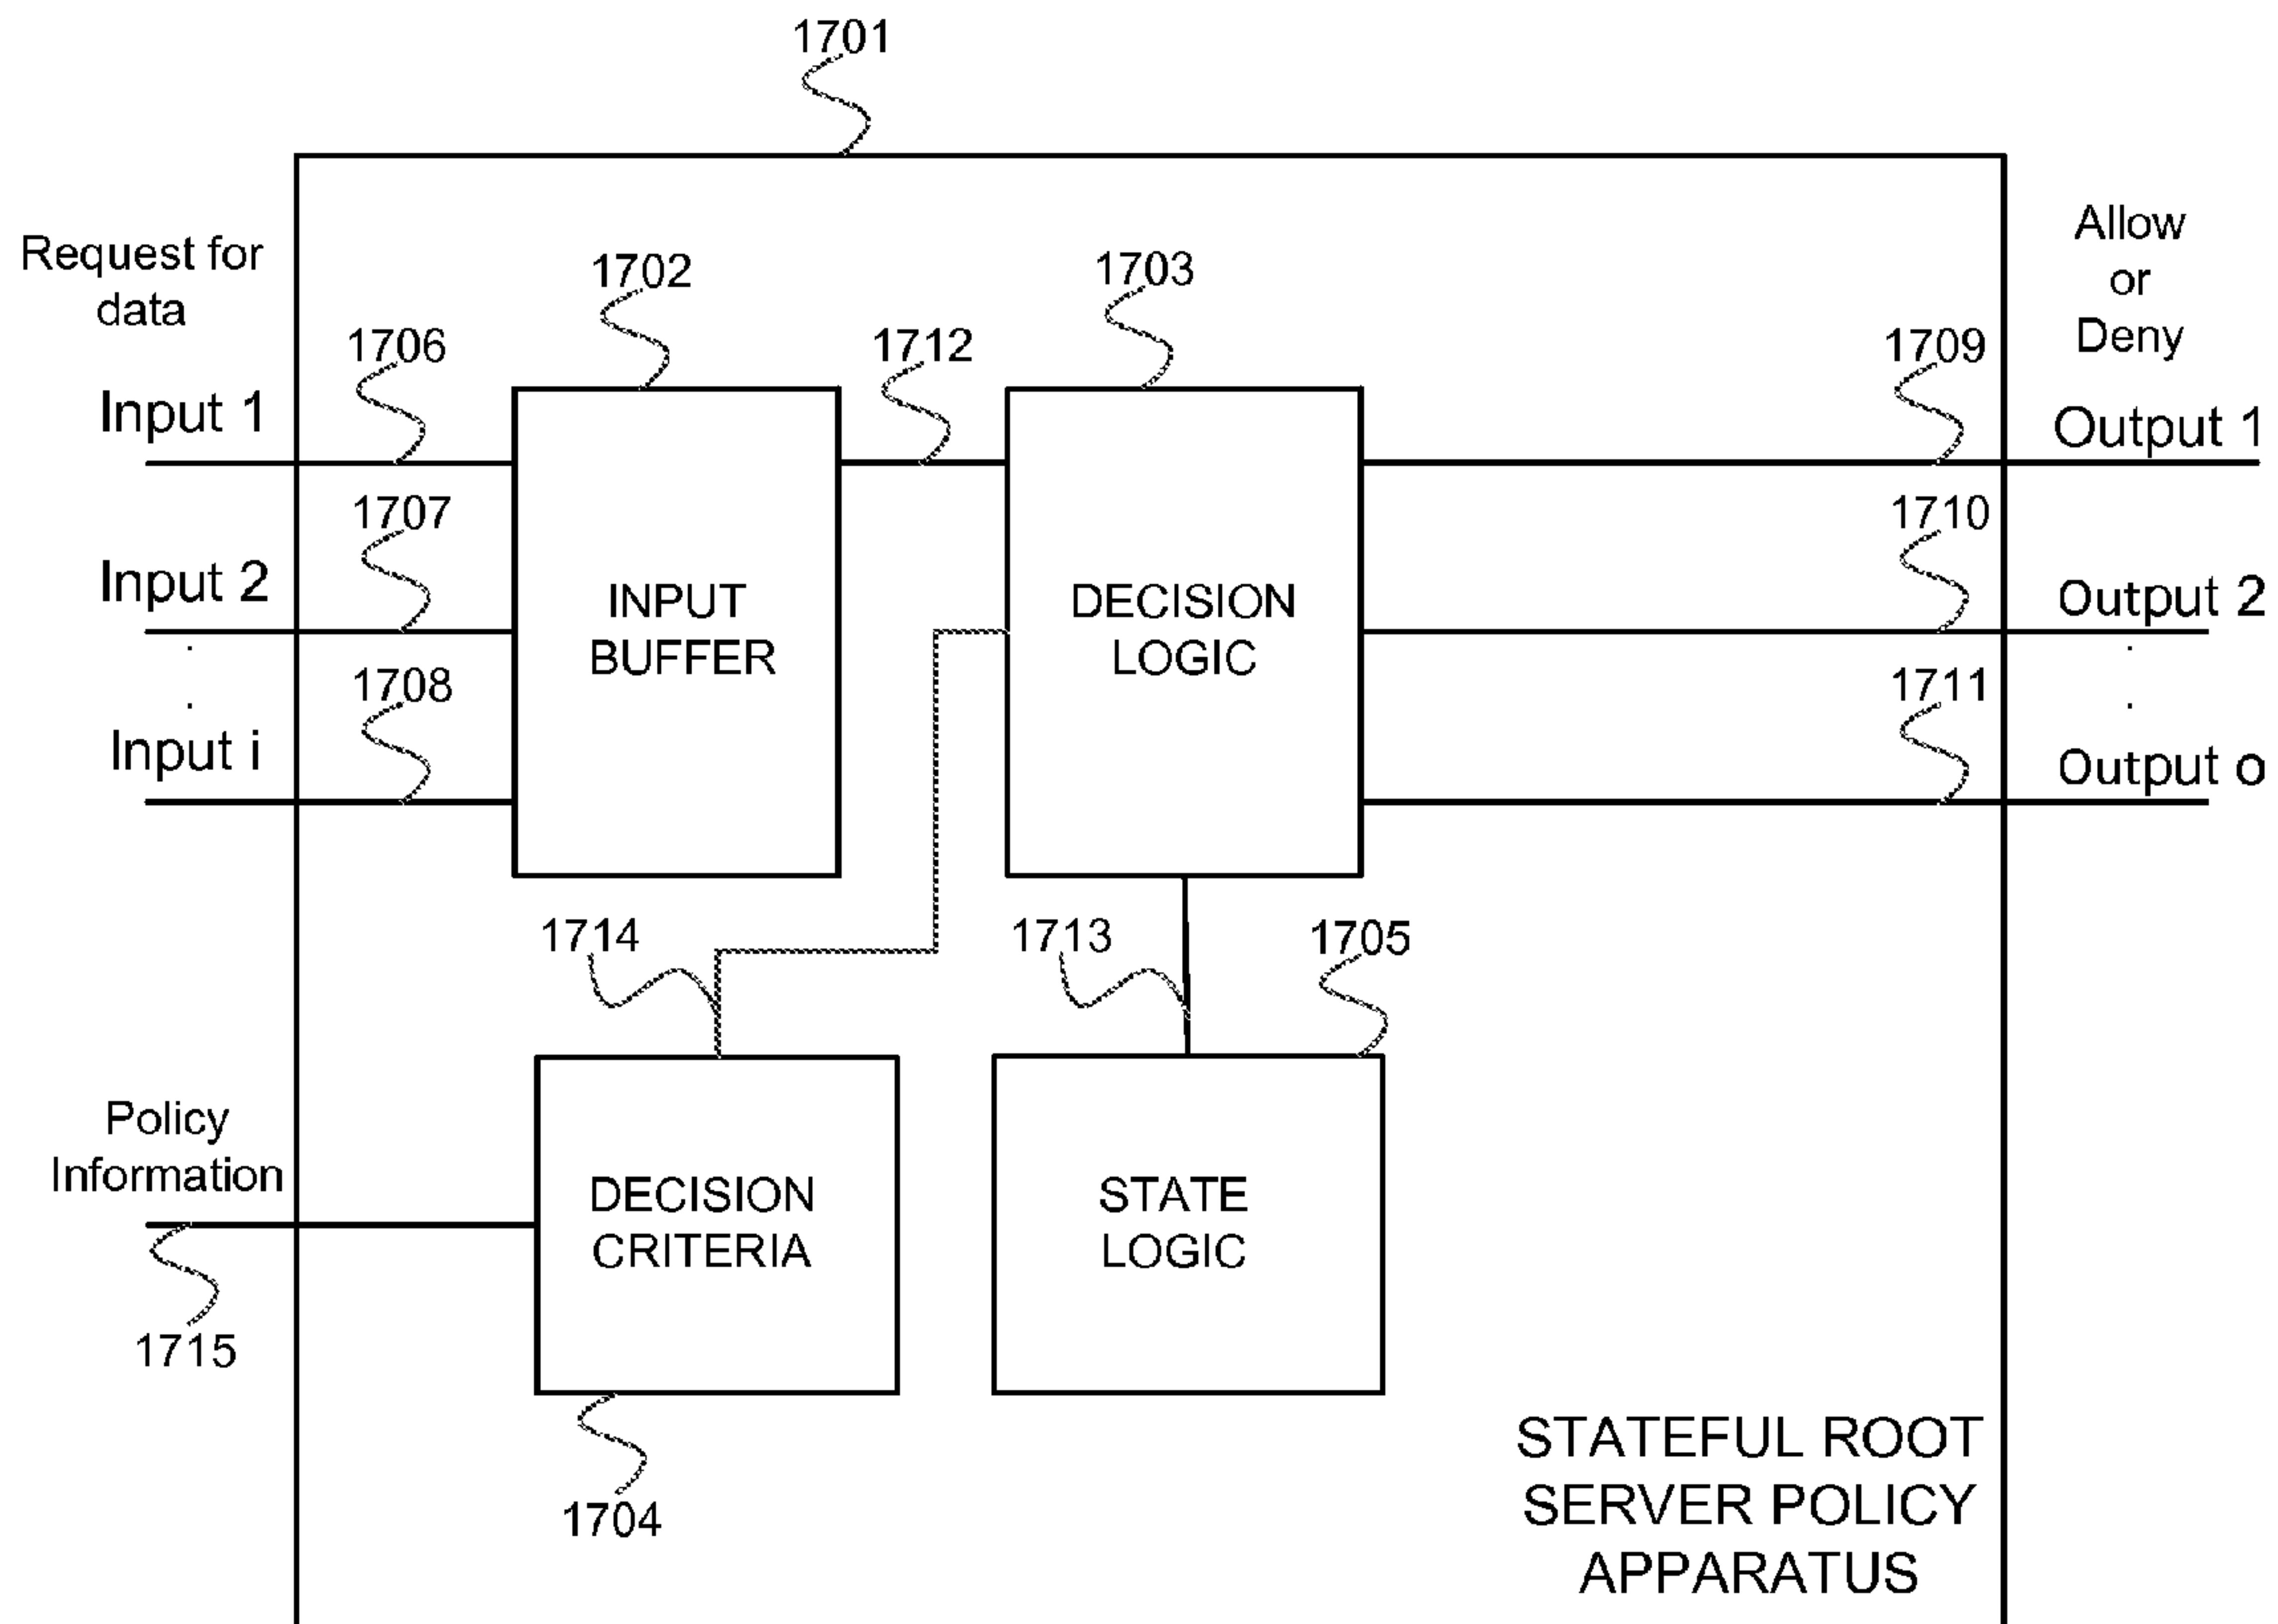 1701
Request for
data
Allow
or
Deny
1702
1703
1706
1712
1709
Input 1
Output 1
1707
1710
Input 2
Output 2
INPUT
BUFFER
DECISION
LOGIC
1708
1711
Input i
Output o
1714
1713
1705
Policy
Information
DECISION
CRITERIA
STATE
LOGIC
1715
1704
STATEFUL ROOT
SERVER POLICY
APPARATUS